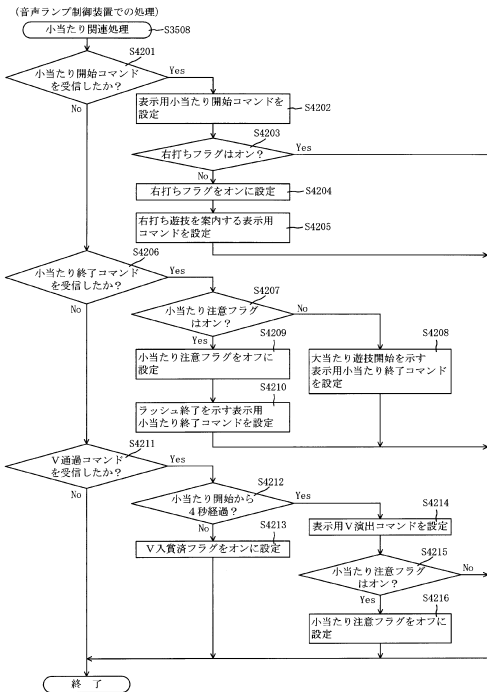 (音声ランプ制御装置での処理)
小当たり関連処理
S3508
S4201
小当たり開始コマンド
を受信したか?
Yes
No
表示用小当たり開始コマンドを
設定
S4202
S4203
右打ちフラグはオン?
Yes
No
右打ちフラグをオンに設定
S4204
右打ち遊技を案内する表示用
コマンドを設定
S4205
S4206
小当たり終了コマンド
を受信したか?
Yes
No
S4207
小当たり注意フラグ
はオン?
No
Yes
S4209
小当たり注意フラグをオフに
設定
S4208
大当たり遊技開始を示す
表示用小当たり終了コマンド
を設定
S4210
ラッシュ終了を示す表示用
小当たり終了コマンドを設定
S4211
V通過コマンド
を受信したか?
Yes
No
S4212
小当たり開始から
4秒経過?
Yes
No
S4213
V入賞済フラグをオンに設定
S4214
表示用V演出コマンドを設定
S4215
小当たり注意フラグ
はオン?
No
Yes
S4216
小当たり注意フラグをオフに
設定
終了